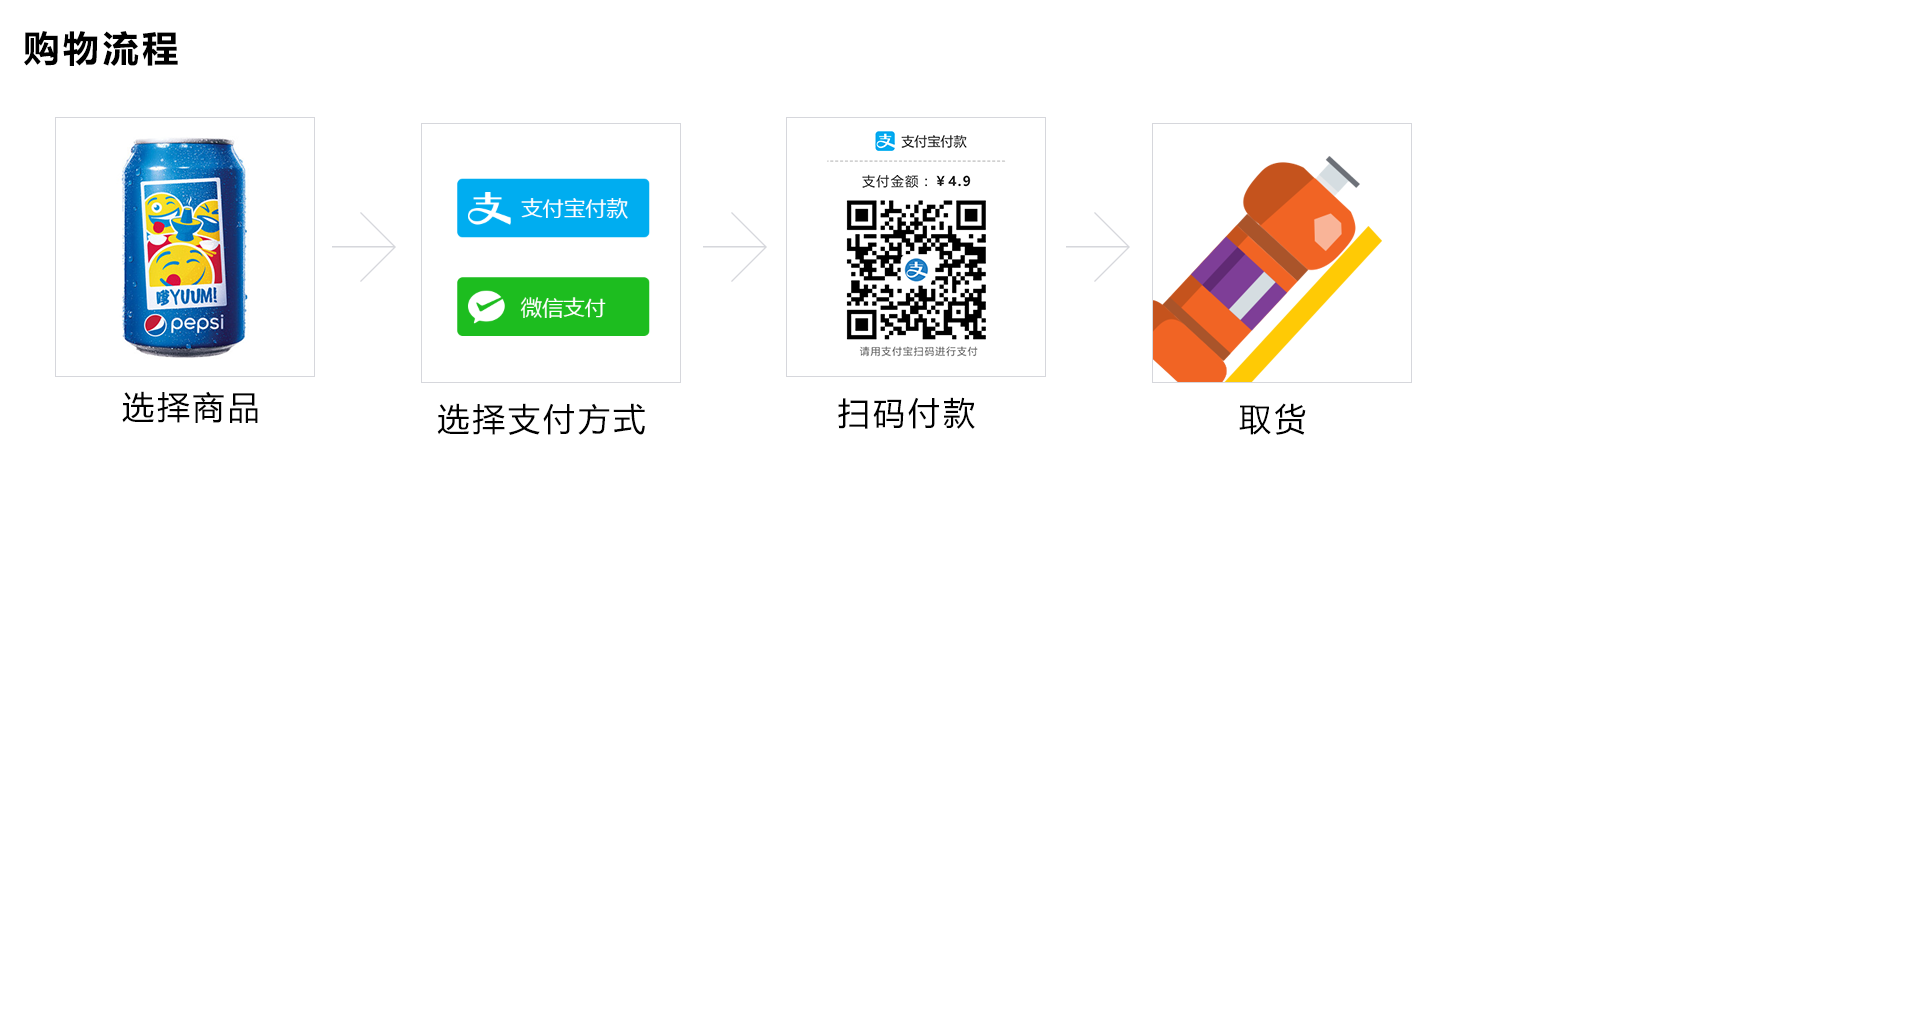 购物流程
嗲YUUM!
pepsi
选择商品
支付宝付款
微信支付
选择支付方式
支付宝付款
支付金额：¥4.9
请用支付宝扫码进行支付
扫码付款
取货